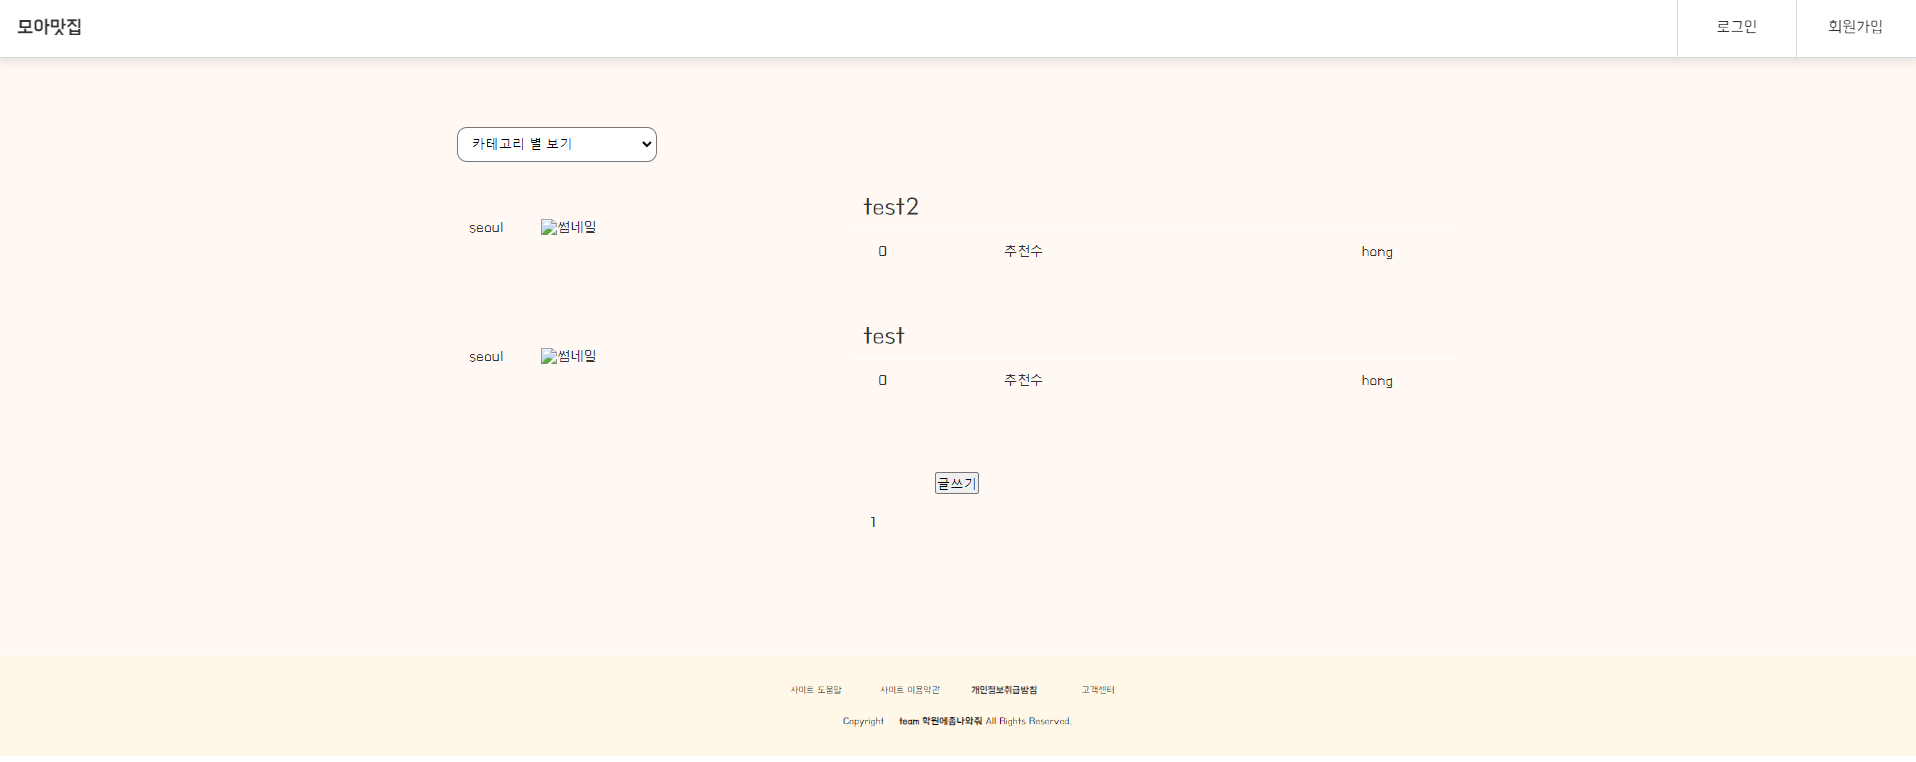 모아맛집 로그인 회원가입
카테고리 별 보기
test2
seoul 썸네일
0 추천수 hong
test
seoul 썸네일
0 추천수 hong
글쓰기
1
사이트 도움말 사이트 이용약관 개인정보취급방침 고객센터
Copyright team 학원에좀나와줘 All Rights Reserved.